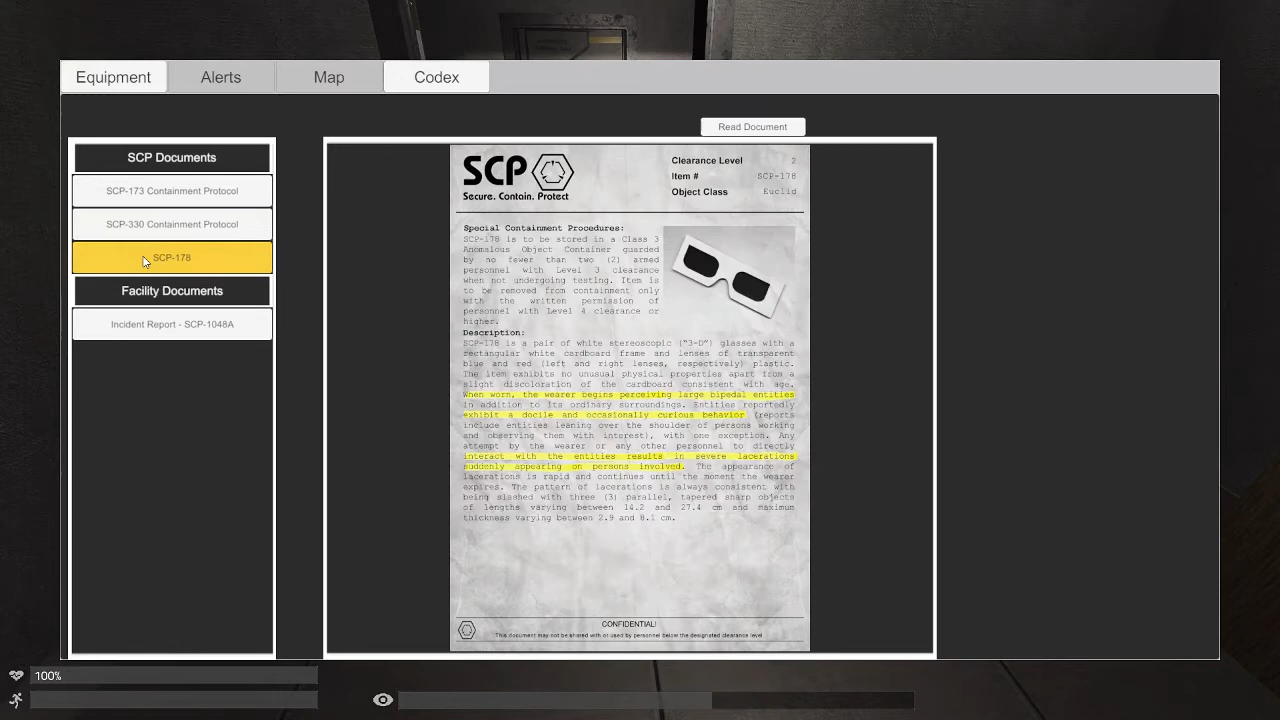 Equipment
Alerts
Map
Codex
Read Document
SCP Documents
SCP-173 Containment Protocol
SCP-330 Containment Protocol
SCP-178
Facility Documents
Incident Report - SCP-1048A
SCP
Secure. Contain. Protect
Clearance Level 2
Item # SCP-178
Object Class Euclid
Special Containment Procedures:
SCP-178 is to be stored in a Class 3
Anomalous Object Container guarded
by no fewer than two (2) armed
personnel with Level 3 clearance
when not undergoing testing. Item is
to be removed from containment only
with the written permission of
personnel with Level 4 clearance or
higher.
Description:
SCP-178 is a pair of white stereoscopic ("3-D") glasses with a
rectangular white cardboard frame and lenses of transparent
blue and red (left and right lenses, respectively) plastic.
The item exhibits no unusual physical properties apart from a
slight discoloration of the cardboard consistent with age.
When worn, the wearer begins perceiving large bipedal entities
in addition to its ordinary surroundings. Entities reportedly
exhibit a docile and occasionally curious behavior (reports
include entities leaning over the shoulder of persons working
and observing them with interest), with one exception. Any
attempt by the wearer or any other personnel to directly
interact with the entities results in severe lacerations
suddenly appearing on persons involved. The appearance of
lacerations is rapid and continues until the moment the wearer
expires. The pattern of lacerations is always consistent with
being slashed with three (3) parallel, tapered sharp objects
of lengths varying between 14.2 and 27.4 cm and maximum
thickness varying between 2.9 and 8.1 cm.
CONFIDENTIAL!
This document may not be shared with or used by personnel below the designated clearance level
100%